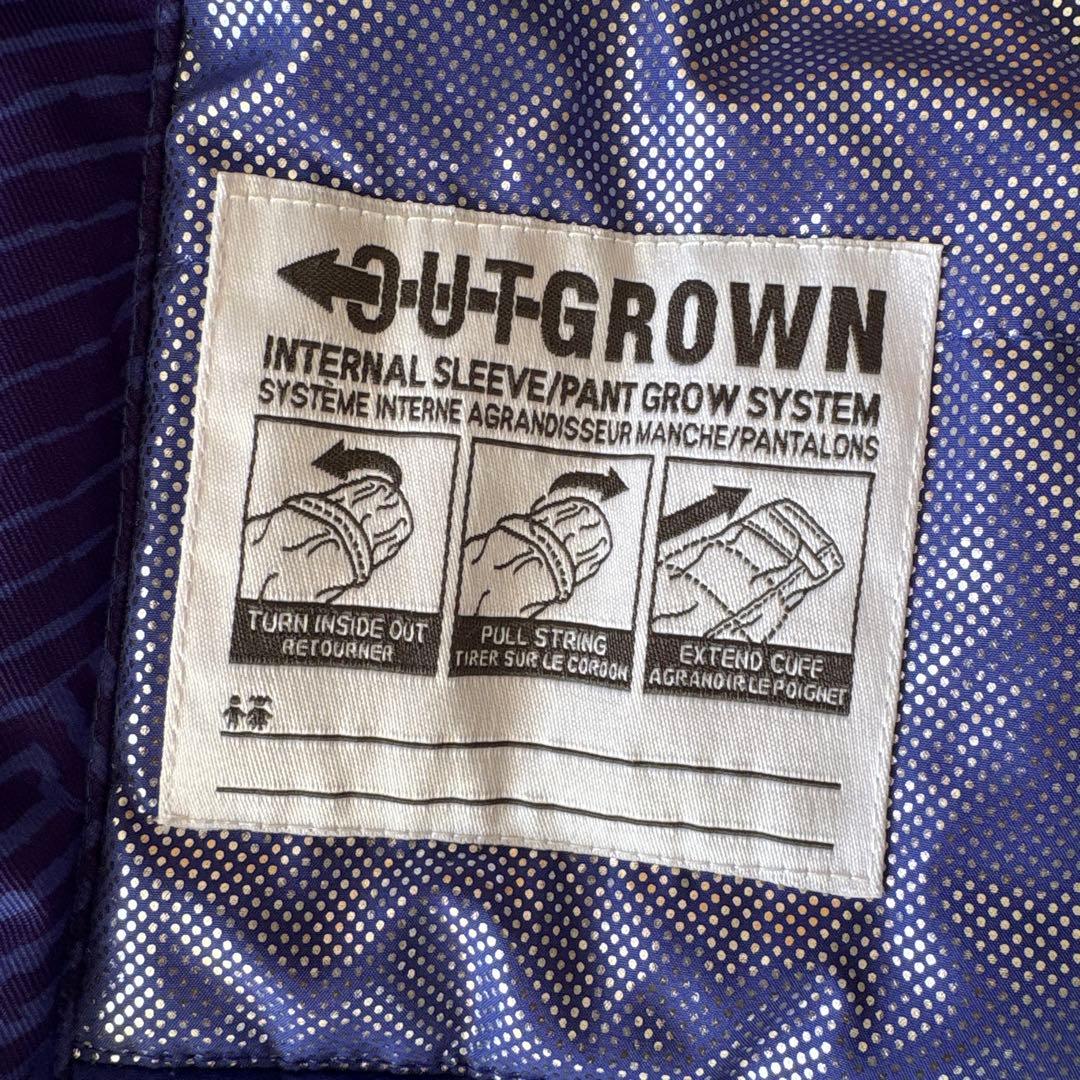 OUTGROWN
INTERNAL SLEEVE/PANT GROW SYSTEM
SYSTÈME INTERNE AGRANDISSEUR MANCHE/PANTALONS
TURN INSIDE OUT
RETOURNER
PULL STRING
TIRER SUR LE CORDON
EXTEND CUFF
AGRANDIR LE POIGNET